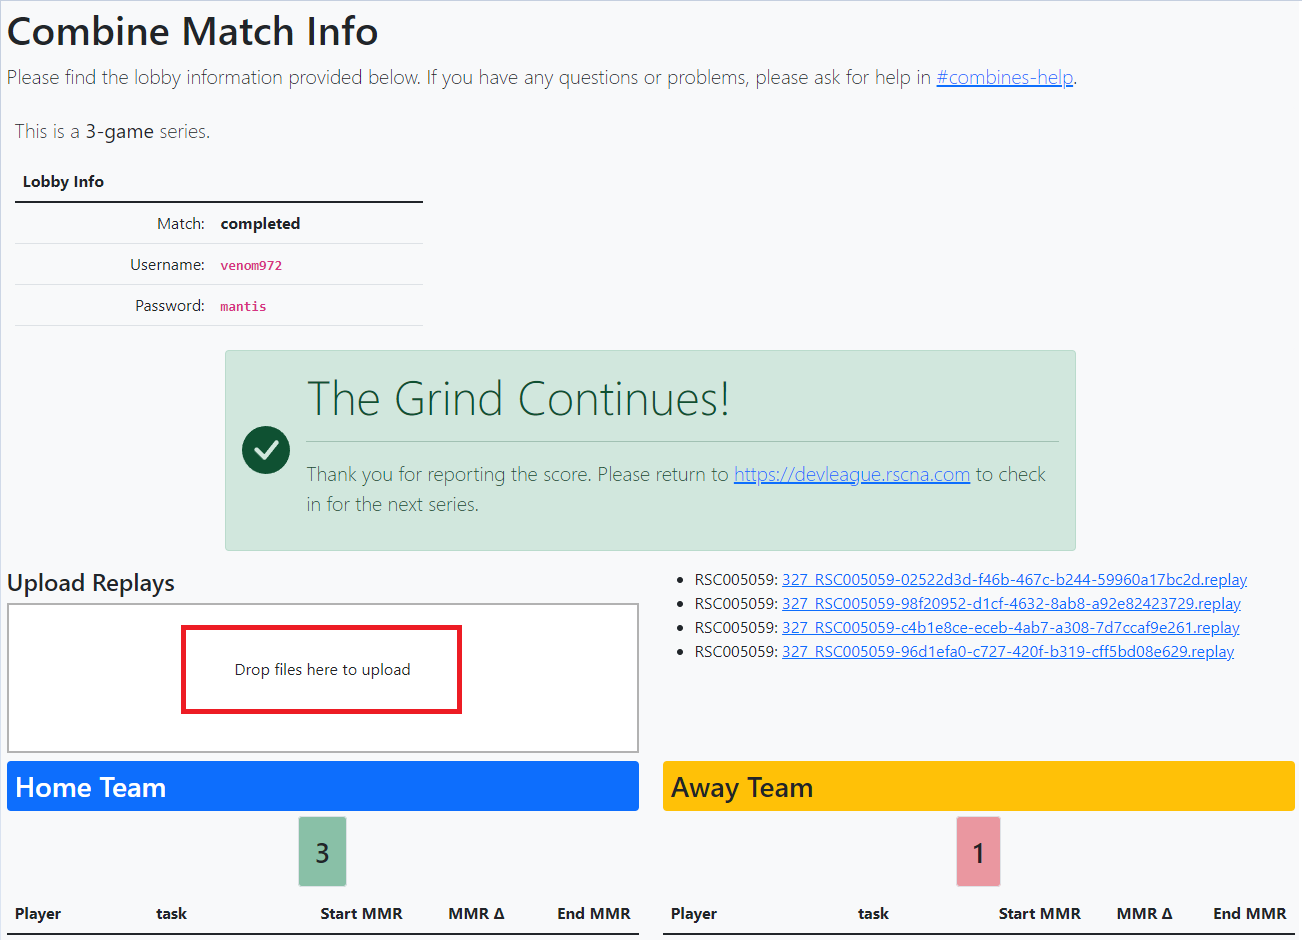 Combine Match Info
Please find the lobby information provided below. If you have any questions or problems, please ask for help in #combines-help.
This is a 3-game series.
Lobby Info
Match: completed
Username: venom972
Password: mantis
The Grind Continues!
Thank you for reporting the score. Please return to https://devleague.rscna.com to check
in for the next series.
Upload Replays
Drop files here to upload
RSC005059: 327_RSC005059-02522d3d-f46b-467c-b244-59960a17bc2d.replay
RSC005059: 327_RSC005059-98f20952-d1cf-4632-8ab8-a92e82423729.replay
RSC005059: 327_RSC005059-c4b1e8ce-eceb-4ab7-a308-7d7ccaf9e261.replay
RSC005059: 327_RSC005059-96d1efa0-c727-420f-b319-cff5bd08e629.replay
Home Team
3
Player task Start MMR MMR Δ End MMR
Away Team
1
Player task Start MMR MMR Δ End MMR